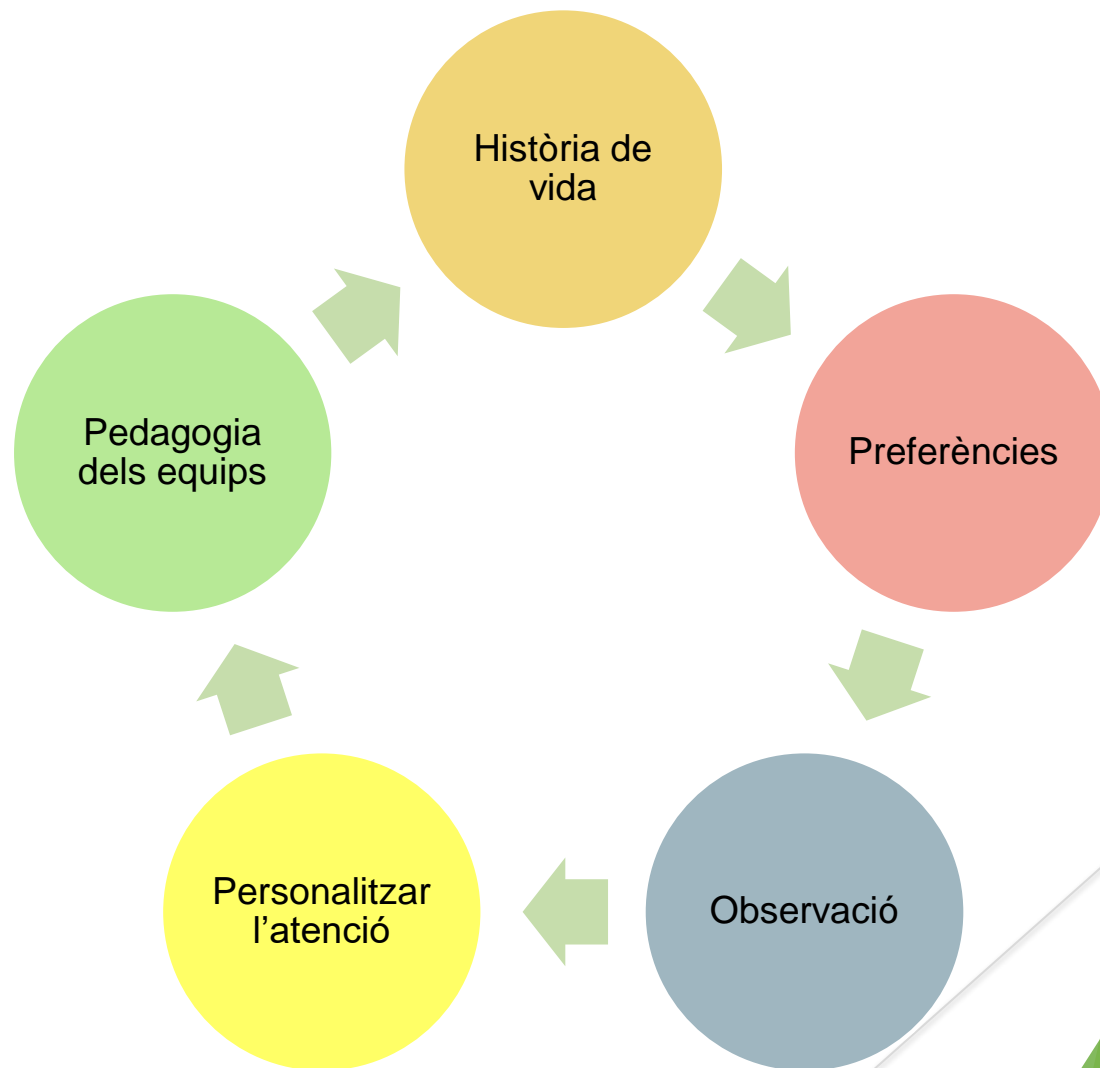 Història de
vida
Preferències
Observació
Personalitzar
l’atenció
Pedagogia
dels equips